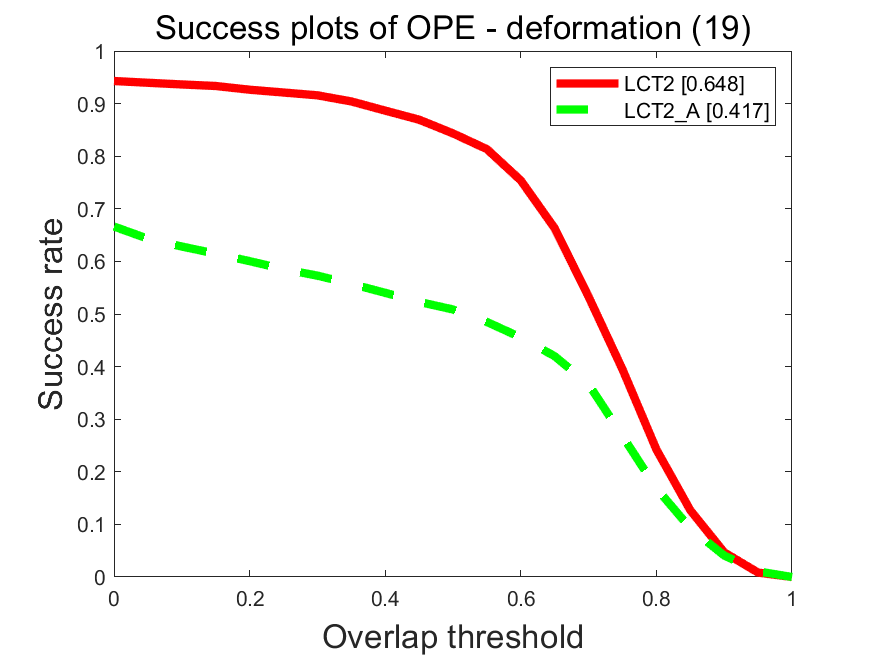 Success plots of OPE - deformation (19)
LCT2 [0.648]
LCT2_A [0.417]
Success rate
1
0.9
0.8
0.7
0.6
0.5
0.4
0.3
0.2
0.1
0
0 0.2 0.4 0.6 0.8 1
Overlap threshold